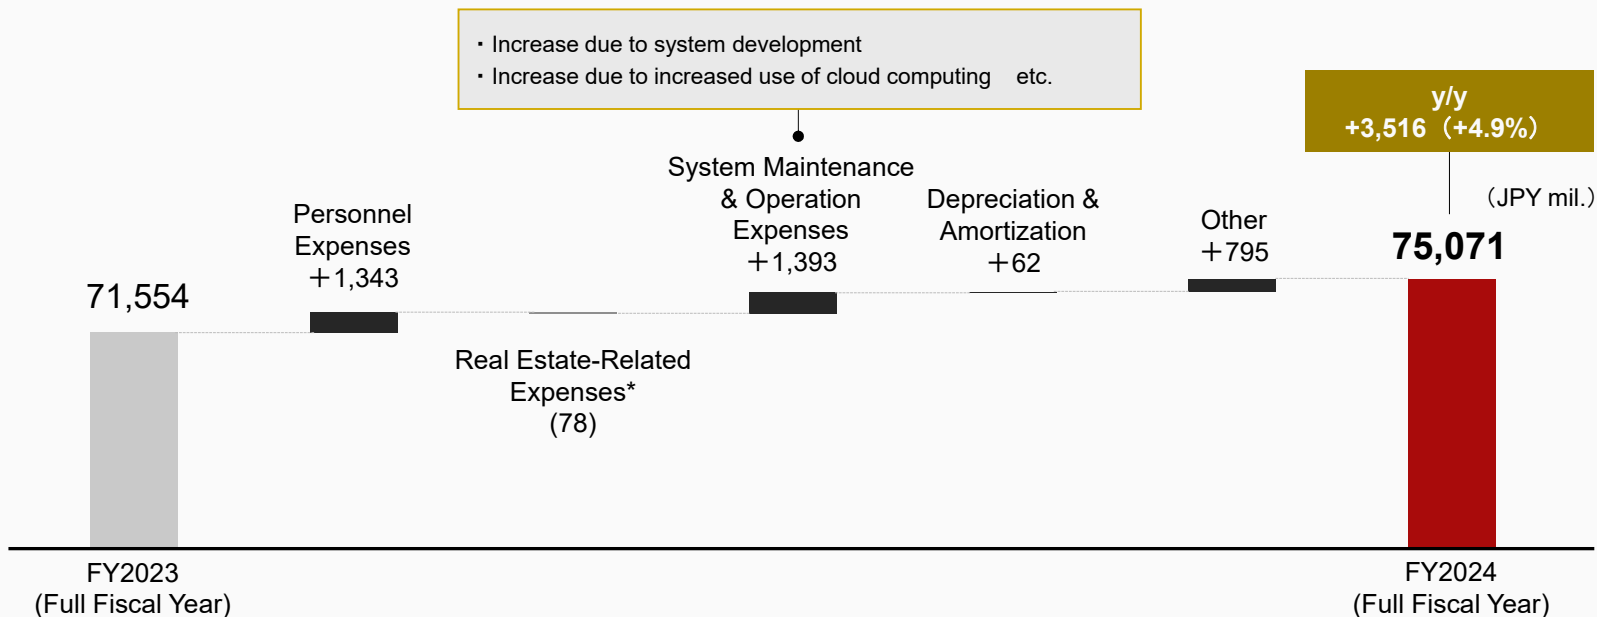 ・Increase due to system development
・Increase due to increased use of cloud computing　etc.
y/y
+3,516（+4.9%）
（JPY mil.）
71,554
Personnel
Expenses
＋1,343
Real Estate-Related
Expenses*
(78)
System Maintenance
& Operation
Expenses
＋1,393
Depreciation &
Amortization
＋62
Other
＋795
75,071
FY2023
(Full Fiscal Year)
FY2024
(Full Fiscal Year)